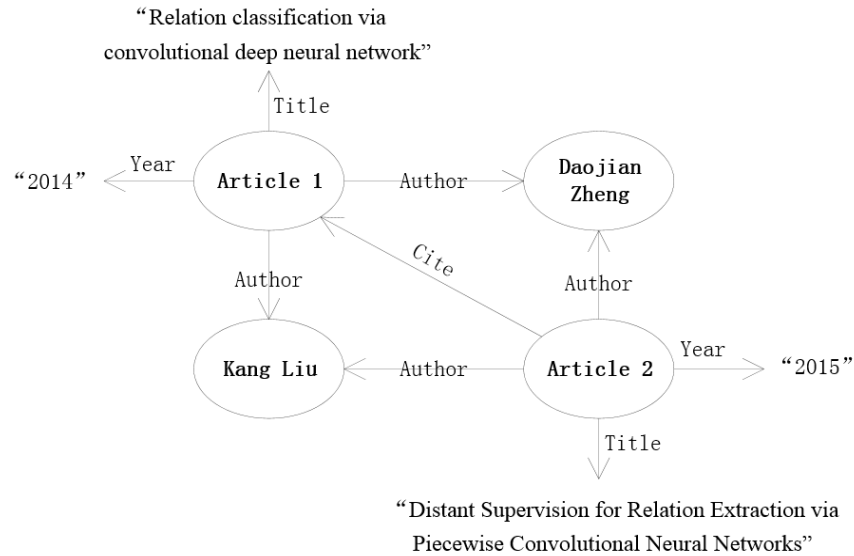 “Relation classification via
convolutional deep neural network”
Title
“2014”
Year
Article 1
Author
Daojian
Zheng
Cite
Author
Author
Kang Liu
Author
Article 2
Year
“2015”
Title
“Distant Supervision for Relation Extraction via
Piecewise Convolutional Neural Networks”